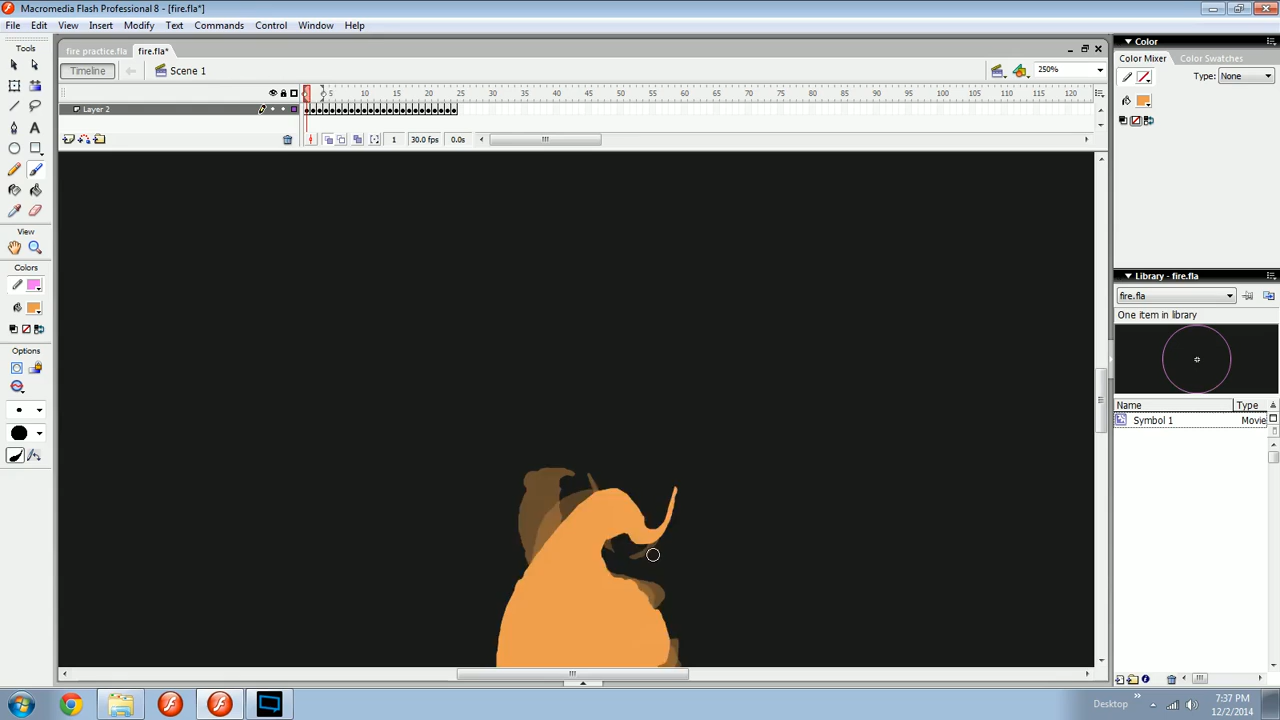 Macromedia Flash Professional 8 - [fire.fla*]
File Edit View Insert Modify Text Commands Control Window Help
Tools
fire practice.fla fire.fla*
Timeline Scene 1 250%
Color
Color Mixer Color Swatches
Type: None
1 5 10 15 20 25 30 35 40 45 50 55 60 65 70 75 80 85 90 95 100 105 110 115 120
Layer 2
1 30.0 fps 0.0s
View
Colors
Options
Library - fire.fla
fire.fla
One item in library
Name Type
Symbol 1 Movie
Desktop
7:37 PM
12/2/2014